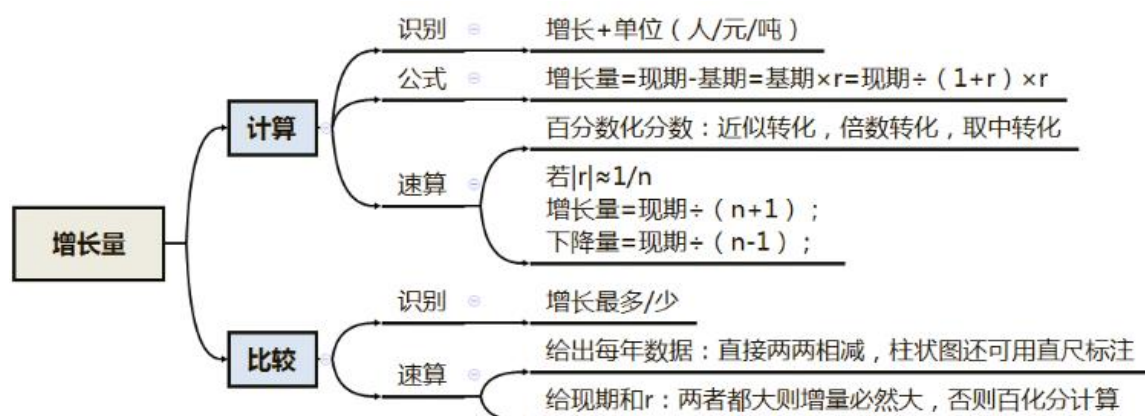 增长量
计算
识别
增长+单位（人/元/吨）
公式
增长量=现期-基期=基期×r=现期÷（1+r）×r
速算
百分数化分数：近似转化，倍数转化，取中转化
若|r|≈1/n
增长量=现期÷（n+1）；
下降量=现期÷（n-1）；
比较
识别
增长最多/少
速算
给出每年数据：直接两两相减，柱状图还可用直尺标注
给现期和r：两者都大则增量必然大，否则百化分计算